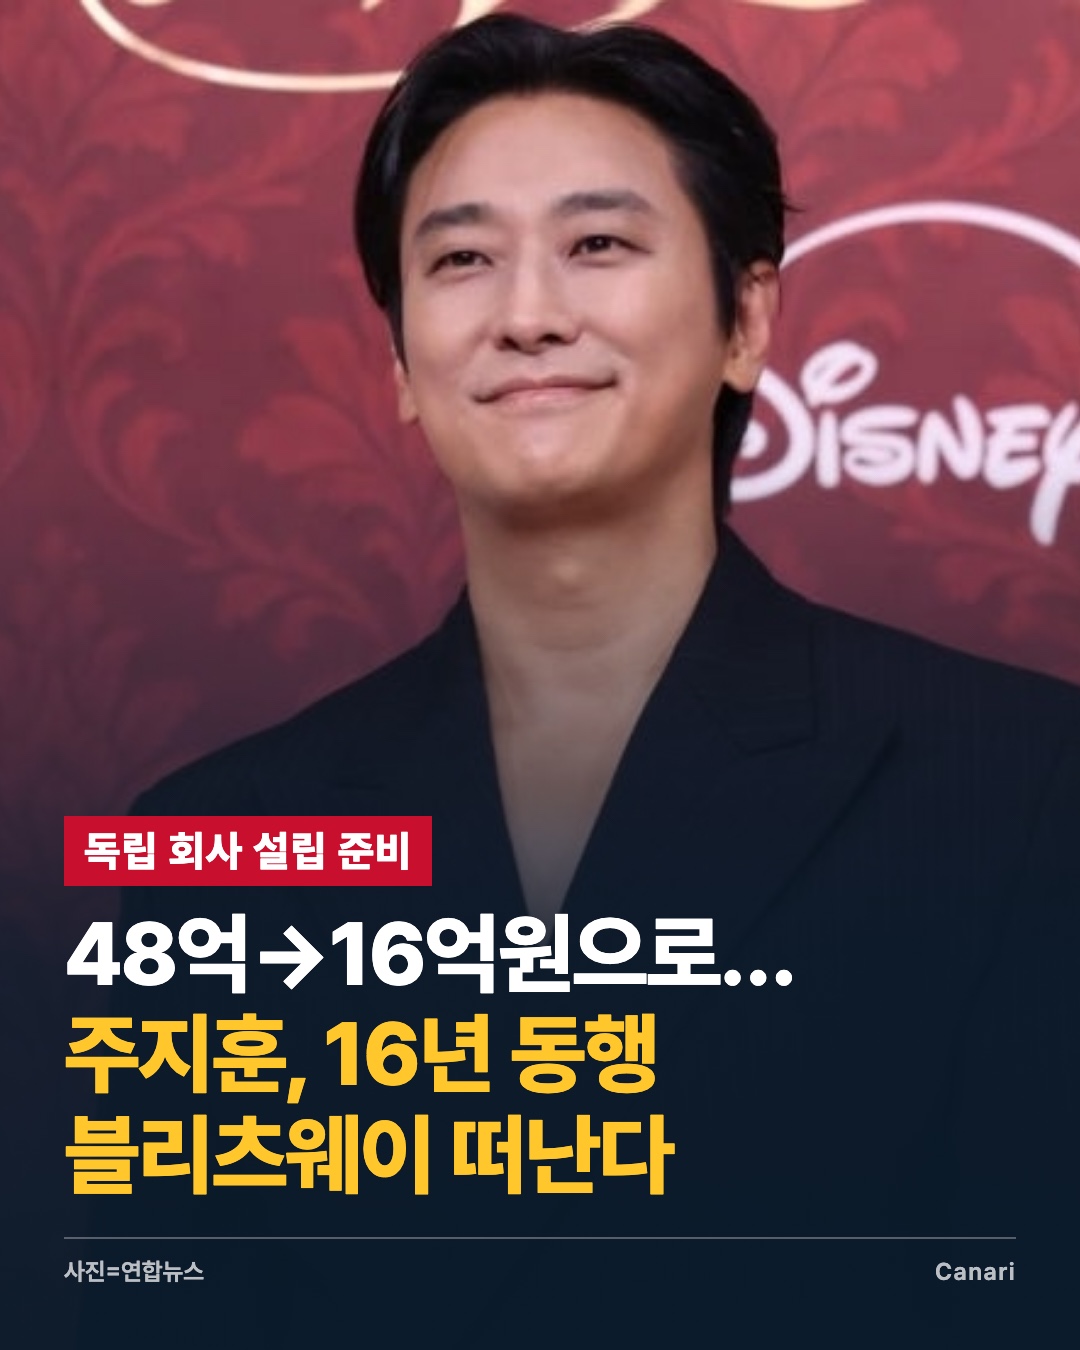 DISNEY
독립 회사 설립 준비
48억→16억원으로...
주지훈, 16년 동행
블리츠웨이 떠난다
사진=연합뉴스
Canari